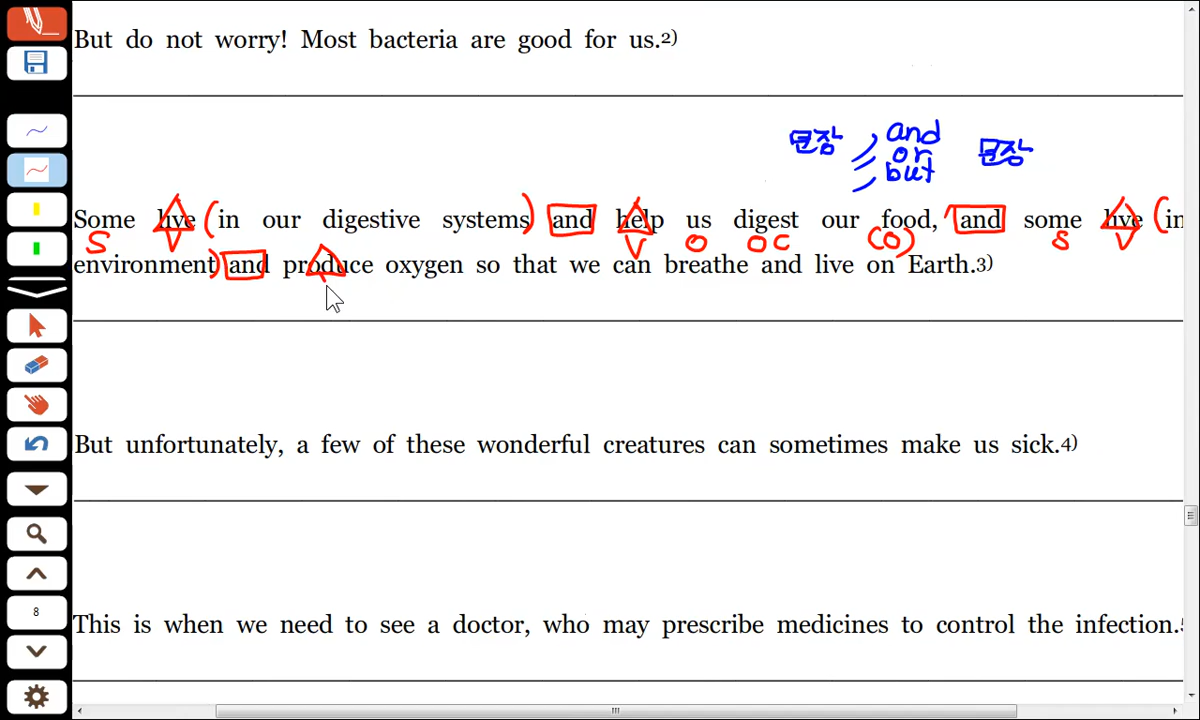 But do not worry! Most bacteria are good for us.2)
문장 , and 문장
, or
, but
Some live (in our digestive systems) and help us digest our food, and some live (in
S V V O OC (O) S V
environment) and produce oxygen so that we can breathe and live on Earth.3)
But unfortunately, a few of these wonderful creatures can sometimes make us sick.4)
8
This is when we need to see a doctor, who may prescribe medicines to control the infection.